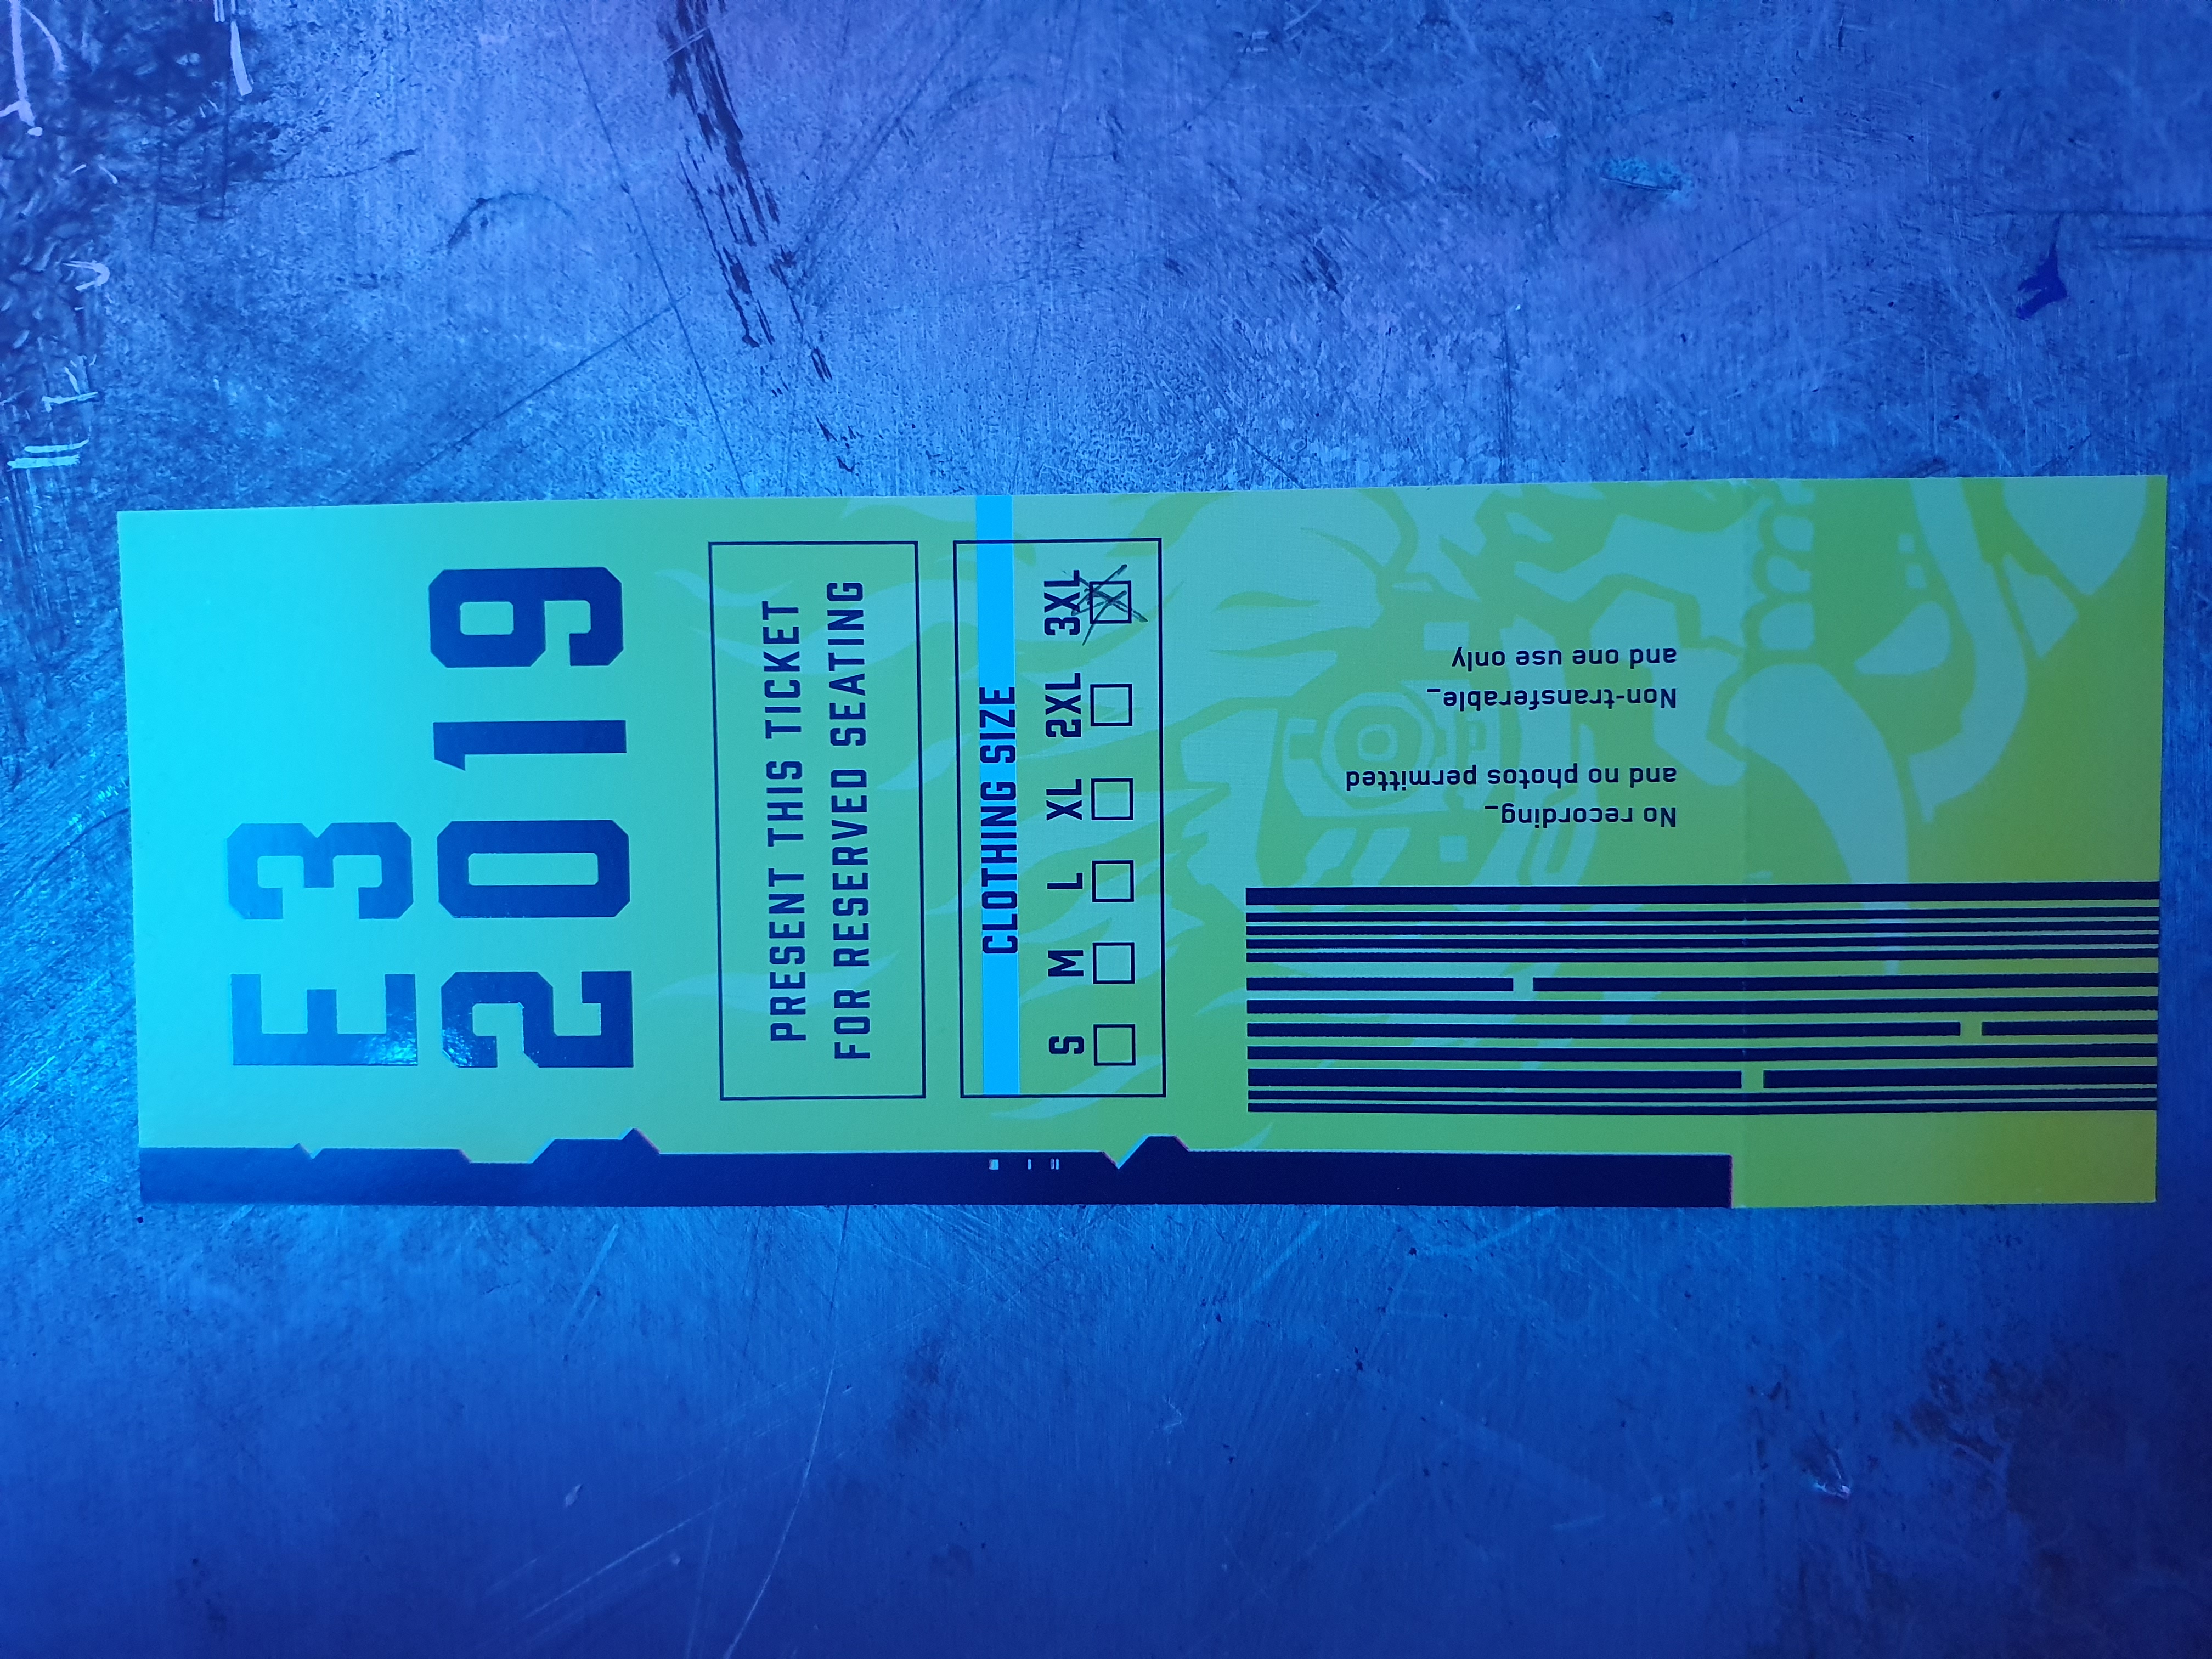 E3
2019
PRESENT THIS TICKET
FOR RESERVED SEATING
CLOTHING SIZE
S M L XL 2XL 3XL
No recording_
and no photos permitted
Non-transferable_
and one use only